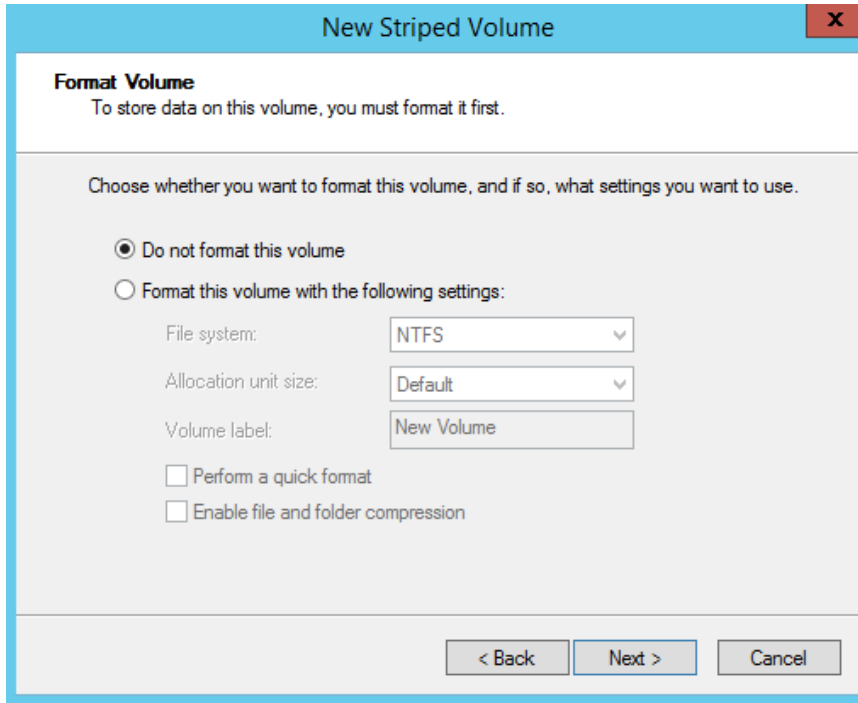 New Striped Volume
x
Format Volume
To store data on this volume, you must format it first.
Choose whether you want to format this volume, and if so, what settings you want to use.
Do not format this volume
Format this volume with the following settings:
File system: NTFS
Allocation unit size: Default
Volume label: New Volume
Perform a quick format
Enable file and folder compression
< Back Next > Cancel